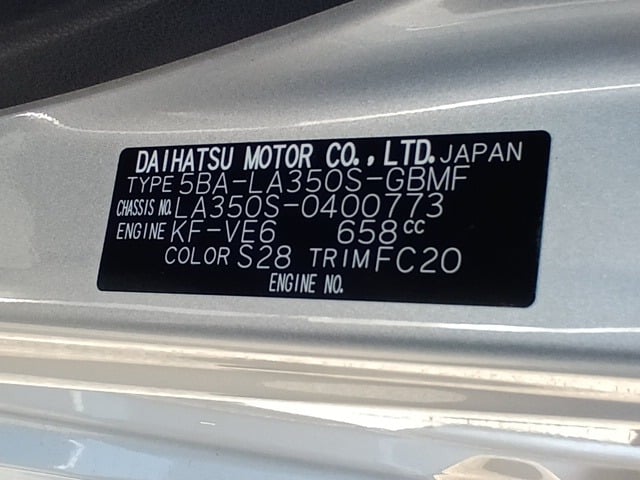 DAIHATSU MOTOR CO., LTD. JAPAN
TYPE 5BA-LA350S-GBMF
CHASSIS NO. LA350S-0400773
ENGINE KF-VE6 658cc
COLOR S28 TRIM FC20
ENGINE NO.